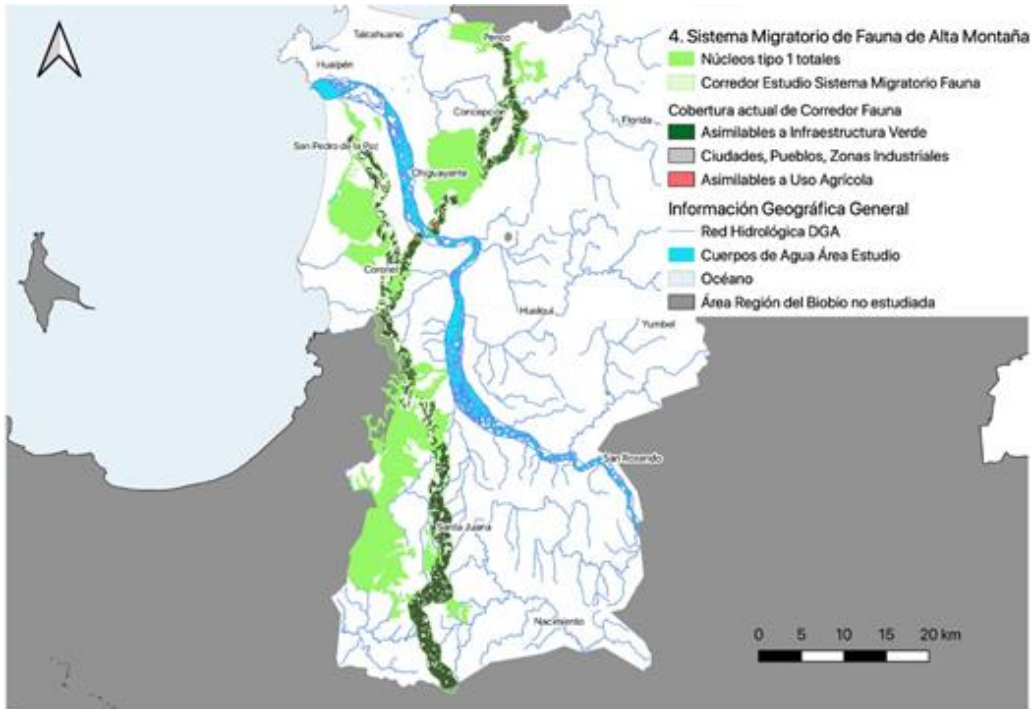 4. Sistema Migratorio de Fauna de Alta Montaña
Núcleos tipo 1 totales
Corredor Estudio Sistema Migratorio Fauna
Cobertura actual de Corredor Fauna
Asimilables a Infraestructura Verde
Ciudades, Pueblos, Zonas Industriales
Asimilables a Uso Agrícola
Información Geográfica General
Red Hidrológica DGA
Cuerpos de Agua Área Estudio
Océano
Área Región del Biobio no estudiada
Talcahuano
Penco
Hualpén
Concepción
Florida
San Pedro de la Paz
Chiguayante
Coronel
Hualqui
Yumbel
San Rosendo
Santa Juana
Nacimiento
0 5 10 15 20 km